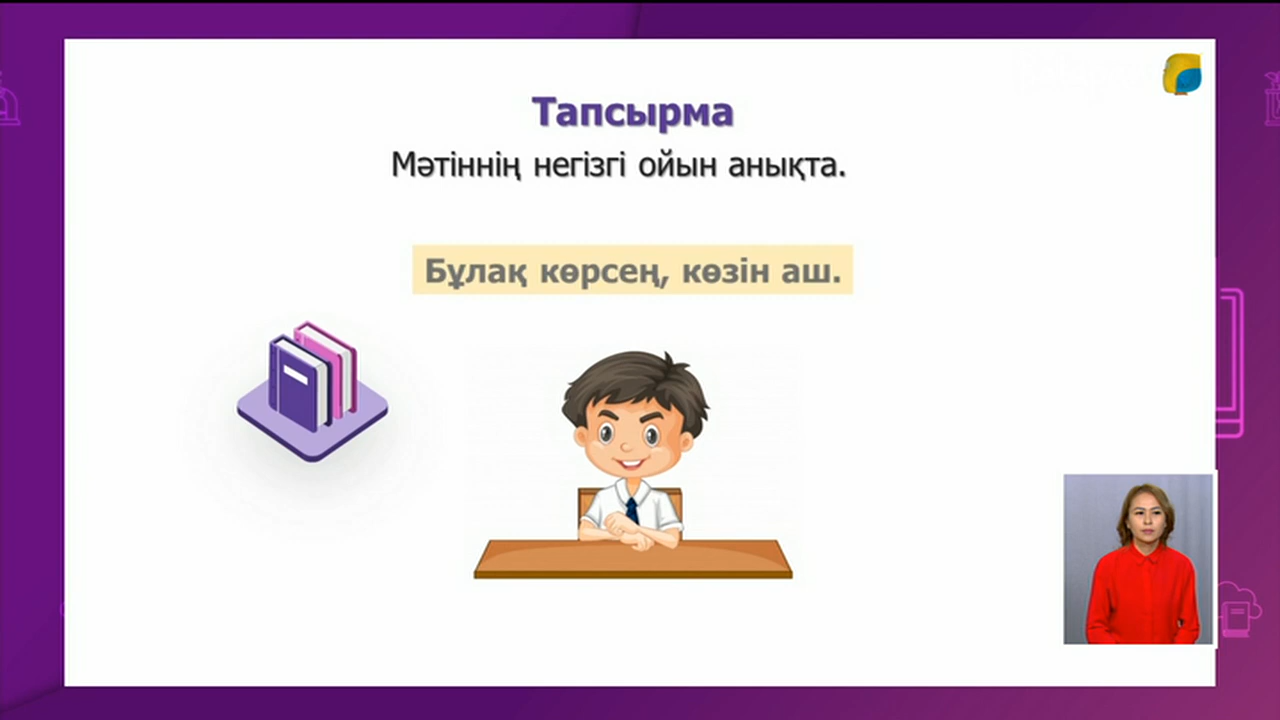 Тапсырма
Мәтіннің негізгі ойын анықта.
Бұлақ көрсең, көзін аш.